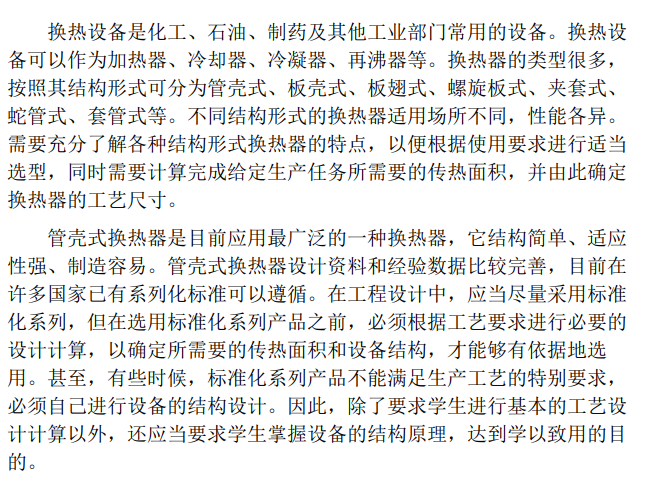 换热设备是化工、石油、制药及其他工业部门常用的设备。换热设
备可以作为加热器、冷却器、冷凝器、再沸器等。换热器的类型很多，
按照其结构形式可分为管壳式、板壳式、板翅式、螺旋板式、夹套式、
蛇管式、套管式等。不同结构形式的换热器适用场所不同，性能各异。
需要充分了解各种结构形式换热器的特点，以便根据使用要求进行适当
选型，同时需要计算完成给定生产任务所需要的传热面积，并由此确定
换热器的工艺尺寸。
管壳式换热器是目前应用最广泛的一种换热器，它结构简单、适应
性强、制造容易。管壳式换热器设计资料和经验数据比较完善，目前在
许多国家已有系列化标准可以遵循。在工程设计中，应当尽量采用标准
化系列，但在选用标准化系列产品之前，必须根据工艺要求进行必要的
设计计算，以确定所需要的传热面积和设备结构，才能够有依据地选
用。甚至，有些时候，标准化系列产品不能满足生产工艺的特别要求，
必须自己进行设备的结构设计。因此，除了要求学生进行基本的工艺设
计计算以外，还应当要求学生掌握设备的结构原理，达到学以致用的目
的。